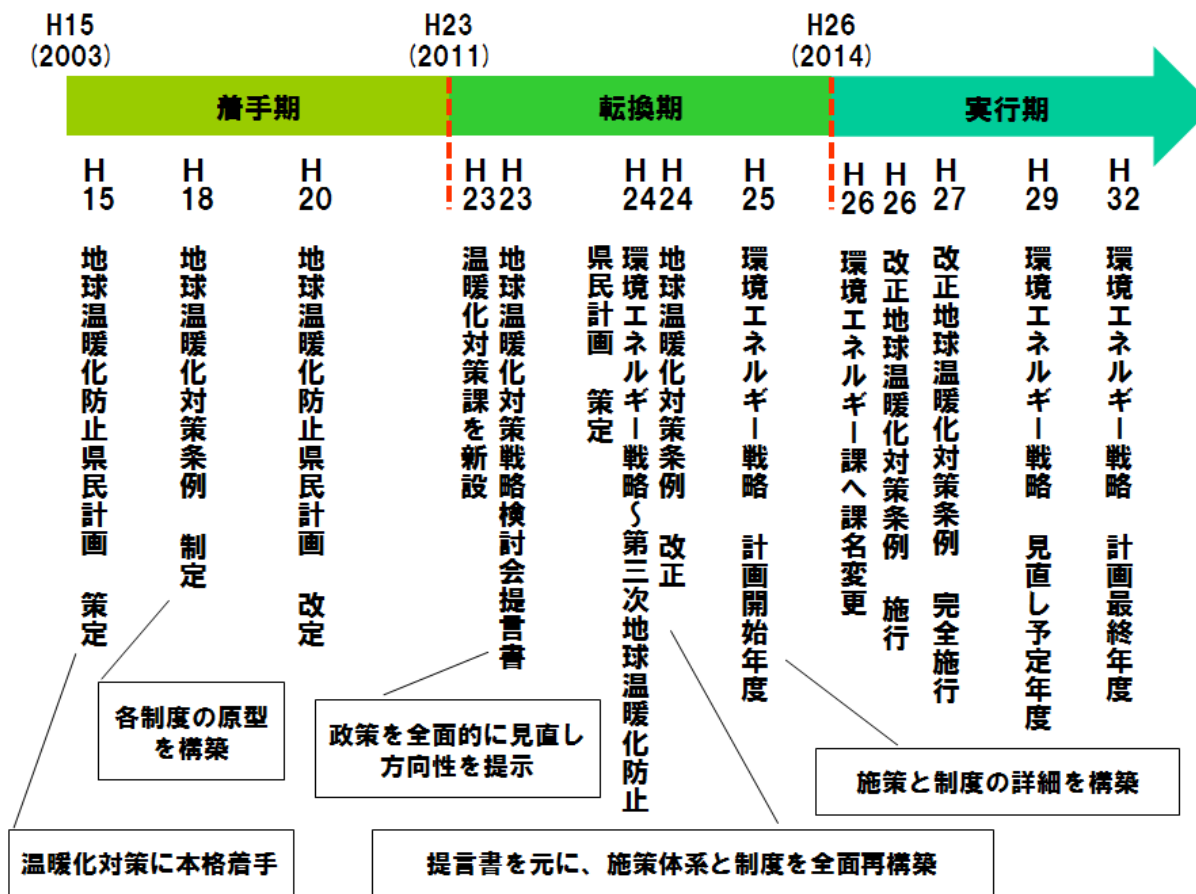 H15
(2003)
H23
(2011)
H26
(2014)
着手期
転換期
実行期
H15
地球温暖化防止県民計画 策定
H18
地球温暖化対策条例 制定
H20
地球温暖化防止県民計画 改定
H23
温暖化対策課を新設
H23
地球温暖化対策戦略検討会提言書
H24
環境エネルギー戦略～第三次地球温暖化防止
県民計画 策定
H24
地球温暖化対策条例 改正
H25
環境エネルギー戦略 計画開始年度
H26
環境エネルギー課へ課名変更
H26
改正地球温暖化対策条例 施行
H27
改正地球温暖化対策条例 完全施行
H29
環境エネルギー戦略 見直し予定年度
H32
環境エネルギー戦略 計画最終年度
各制度の原型
を構築
政策を全面的に見直し
方向性を提示
施策と制度の詳細を構築
温暖化対策に本格着手
提言書を元に、施策体系と制度を全面再構築